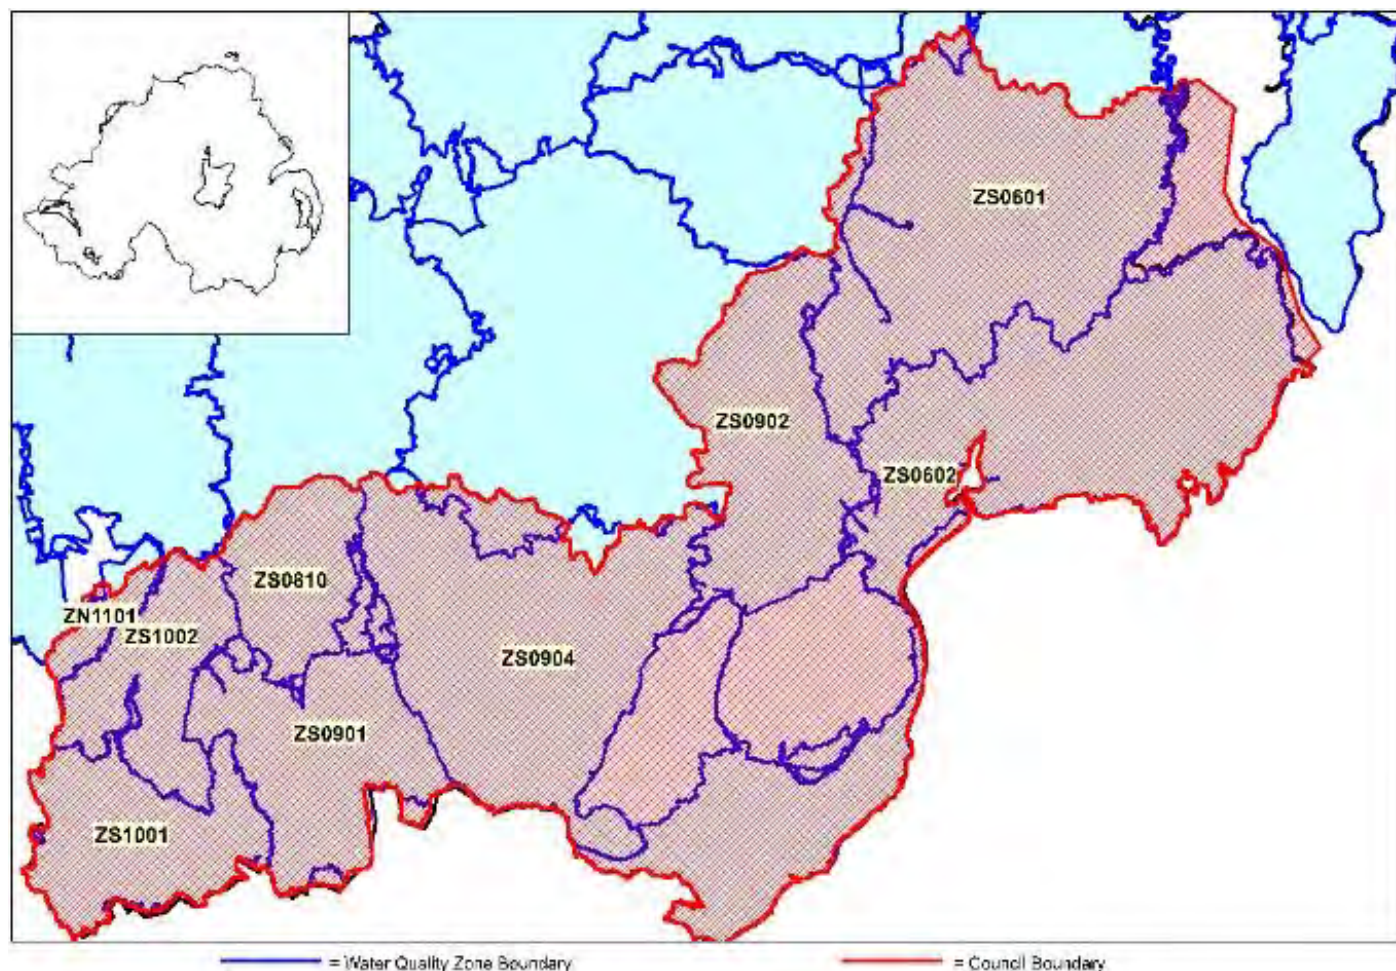 ZS0601
ZS0902
ZS0602
ZS0810
ZN1101
ZS1002
ZS0904
ZS0901
ZS1001
= Water Quality Zone Boundary
= Council Boundary